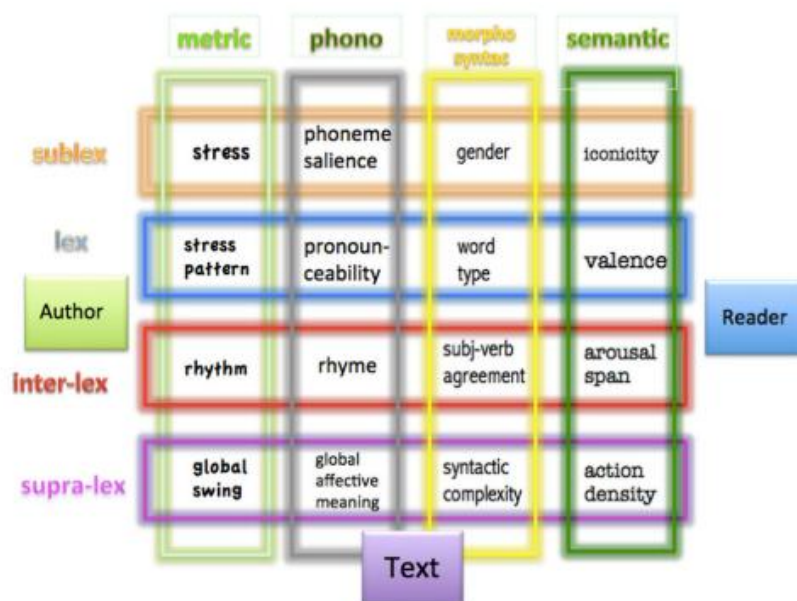 metric
phono
morpho
syntac
semantic
sublex
stress
phoneme
salience
gender
iconicity
lex
stress
pattern
pronoun-
ceability
word
type
valence
Author
Reader
inter-lex
rhythm
rhyme
subj-verb
agreement
arousal
span
supra-lex
global
swing
global
affective
meaning
syntactic
complexity
action
density
Text